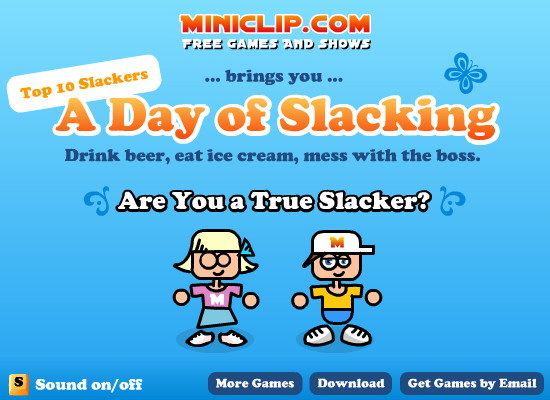 MINICLIP.COM
FREE GAMES AND SHOWS
Top 10 Slackers
... brings you ...
A Day of Slacking
Drink beer, eat ice cream, mess with the boss.
Are You a True Slacker?
M
M
S
Sound on/off
More Games
Download
Get Games by Email